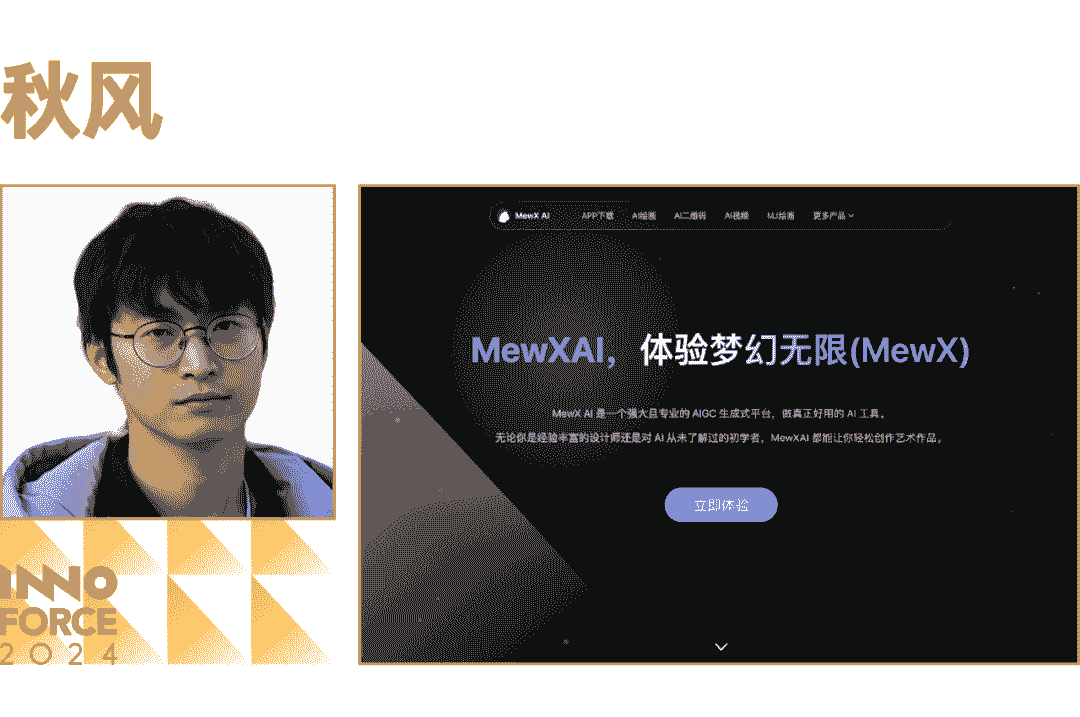 秋风
MewX AI
APP下载
AI绘画
AI二维码
AI视频
MJ绘画
更多产品
MewXAI，体验梦幻无限(MewX)
MewX AI 是一个强大且专业的 AIGC 生成式平台，做真正好用的 AI 工具。
无论你是经验丰富的设计师还是对 AI 从未了解过的初学者，MewXAI 都能让你轻松创作艺术作品。
立即体验
INNO
FORCE
2024